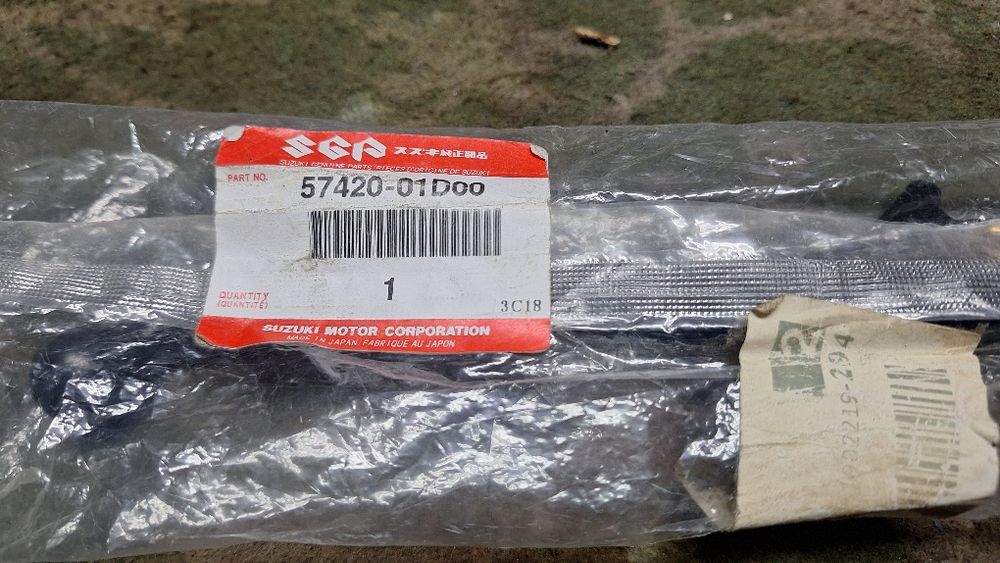 SGP スズキ純正部品
SUZUKI GENUINE PARTS/PIECES D'ORIGINE DE SUZUKI
PART NO.
57420-01D00
1
QUANTITY
(QUANTITÉ)
3C18
SUZUKI MOTOR CORPORATION
MADE IN JAPAN/FABRIQUÉ AU JAPON